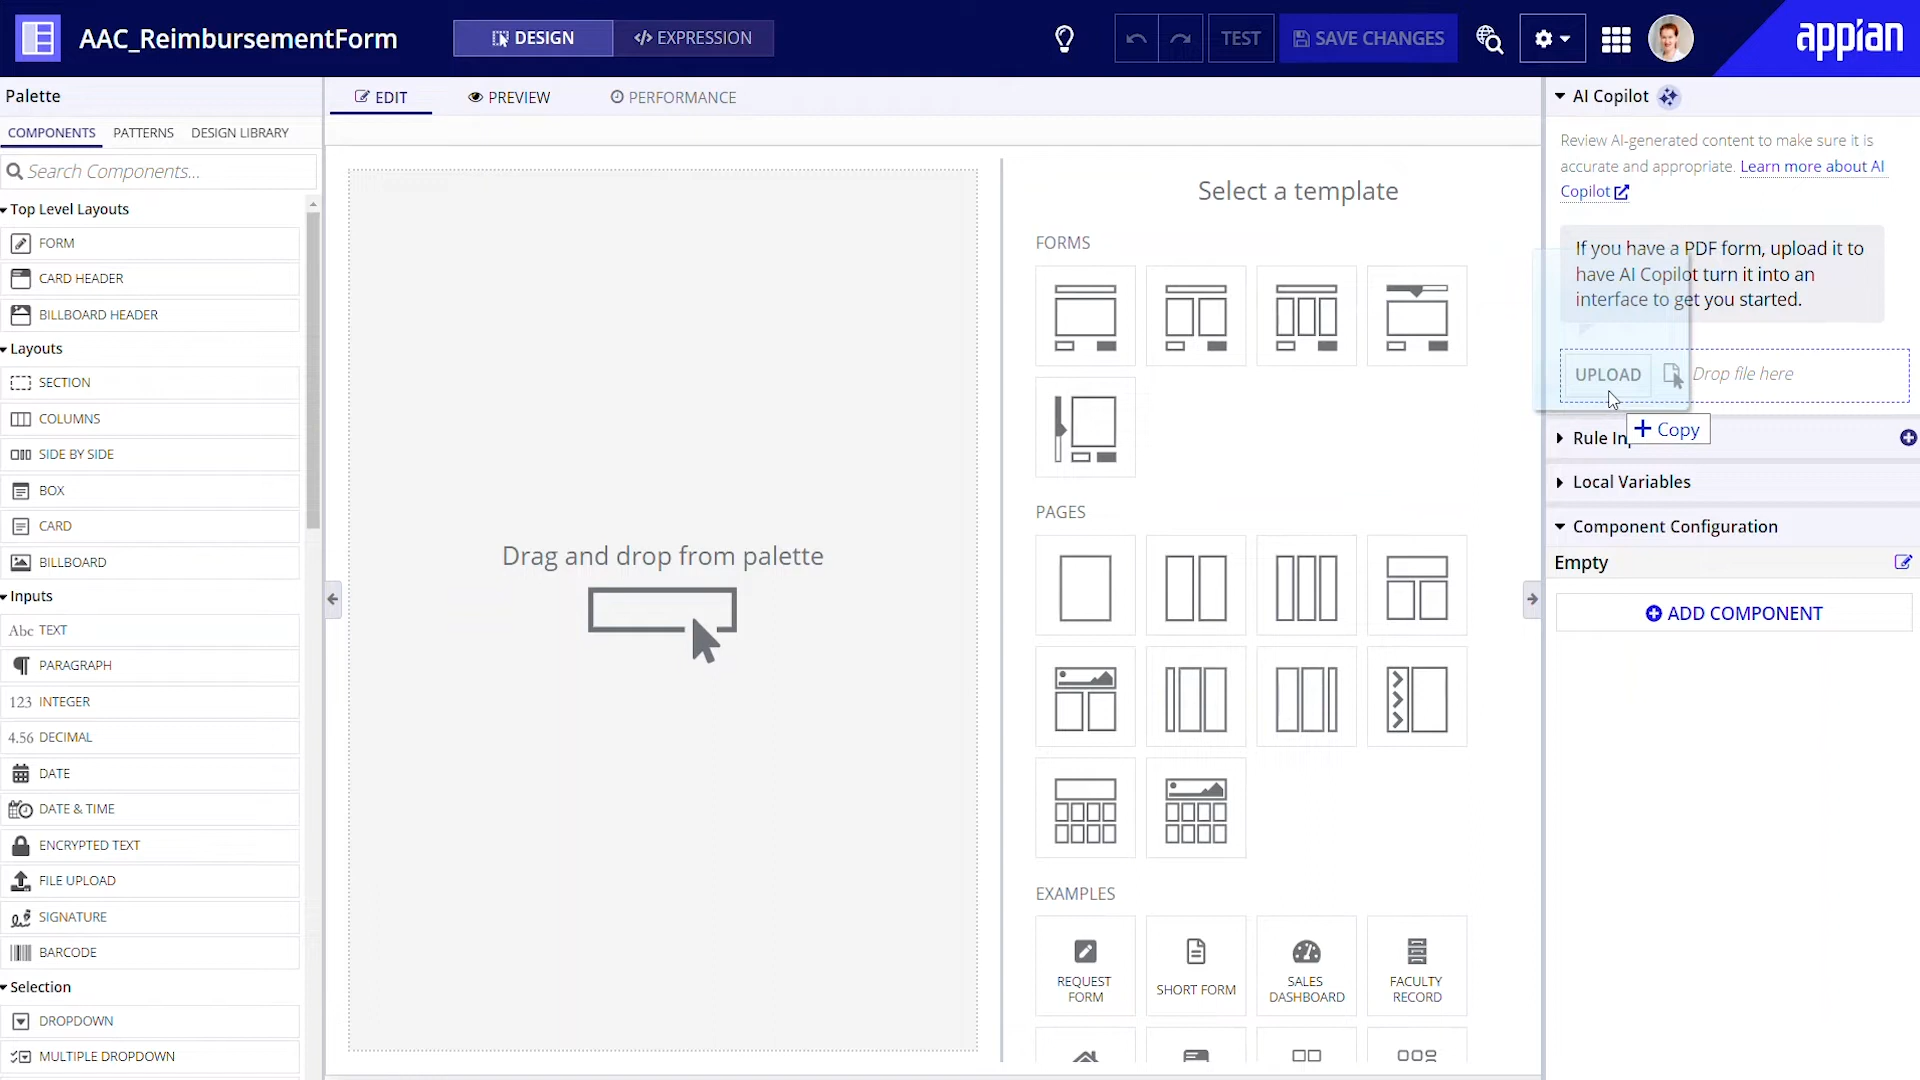 AAC_ReimbursementForm
DESIGN
</> EXPRESSION
TEST
SAVE CHANGES
appian
Palette
COMPONENTS
PATTERNS
DESIGN LIBRARY
Search Components...
Top Level Layouts
FORM
CARD HEADER
BILLBOARD HEADER
Layouts
SECTION
COLUMNS
SIDE BY SIDE
BOX
CARD
BILLBOARD
Inputs
Abc TEXT
PARAGRAPH
123 INTEGER
4.56 DECIMAL
DATE
DATE & TIME
ENCRYPTED TEXT
FILE UPLOAD
SIGNATURE
BARCODE
Selection
DROPDOWN
MULTIPLE DROPDOWN
EDIT
PREVIEW
PERFORMANCE
Drag and drop from palette
Select a template
FORMS
PAGES
EXAMPLES
REQUEST
FORM
SHORT FORM
SALES
DASHBOARD
FACULTY
RECORD
AI Copilot
Review AI-generated content to make sure it is
accurate and appropriate. Learn more about AI
Copilot
If you have a PDF form, upload it to
have AI Copilot turn it into an
interface to get you started.
UPLOAD
Drop file here
+ Copy
Rule
Local Variables
Component Configuration
Empty
ADD COMPONENT